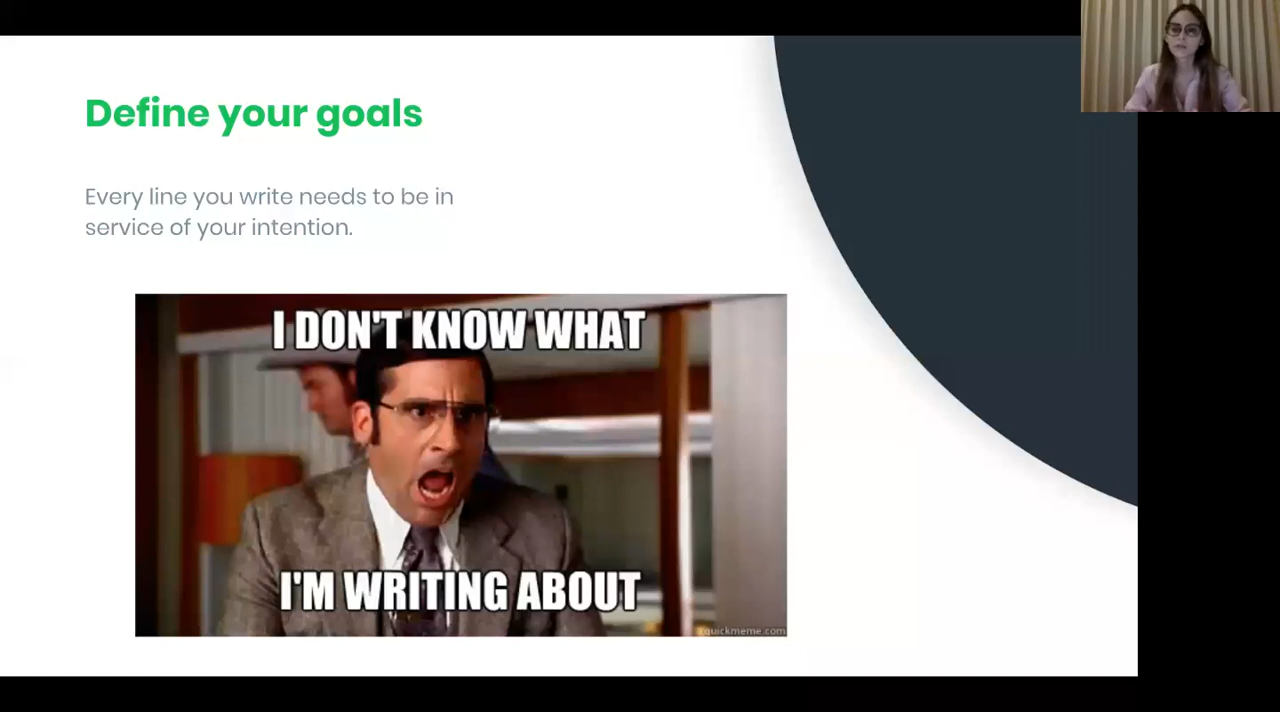 Define your goals
Every line you write needs to be in
service of your intention.
I DON'T KNOW WHAT
I'M WRITING ABOUT
quickmeme.com